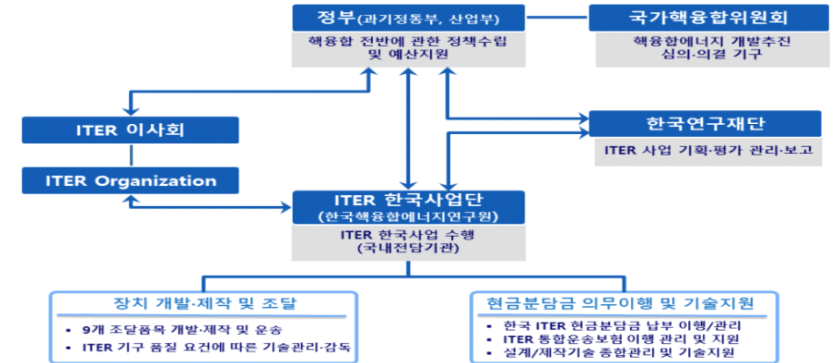 정부(과기정통부, 산업부)
핵융합 전반에 관한 정책수립
및 예산지원
국가핵융합위원회
핵융합에너지 개발추진
심의·의결 기구
ITER 이사회
ITER Organization
한국연구재단
ITER 사업 기획·평가 관리·보고
ITER 한국사업단
(한국핵융합에너지연구원)
ITER 한국사업 수행
(국내전담기관)
장치 개발·제작 및 조달
▪ 9개 조달품목 개발·제작 및 운송
▪ ITER 기구 품질 요건에 따른 기술관리·감독
현금분담금 의무이행 및 기술지원
▪ 한국 ITER 현금분담금 납부 이행/관리
▪ ITER 통합운송보험 이행 관리 및 지원
▪ 설계/제작기술 종합관리 및 기술지원